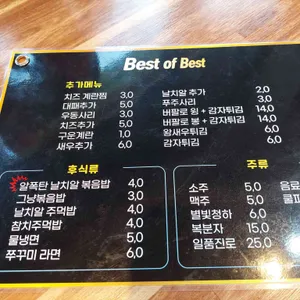 Best of Best
추가메뉴
치즈 계란찜 3,0
대패추가 5,0
우동사리 3,0
치즈추가 5,0
구운계란 1,0
새우추가 6,0
날치알 추가 2,0
푸주사리 3,0
버팔로 윙 + 감자튀김 14,0
버팔로 봉 + 감자튀김 14,0
왕새우튀김 6,0
감자튀김 6,0
후식류
알폭탄 날치알 볶음밥 4,0
그냥볶음밥 3,0
날치알 주먹밥 4,0
참치주먹밥 4,0
물냉면 5,0
쭈꾸미 라면 6,0
주류
소주 5,0
맥주 5,0
별빛청하 6,0
복분자 15,0
일품진로 25,0
음료
쿨피